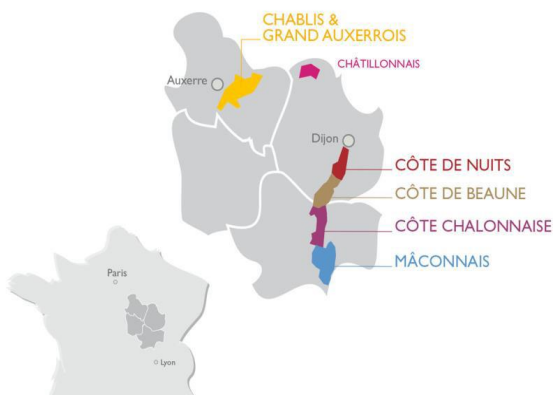 CHABLIS &
GRAND AUXERROIS
CHÂTILLONNAIS
Auxerre
Dijon
CÔTE DE NUITS
CÔTE DE BEAUNE
CÔTE CHALONNAISE
MÂCONNAIS
Paris
Lyon